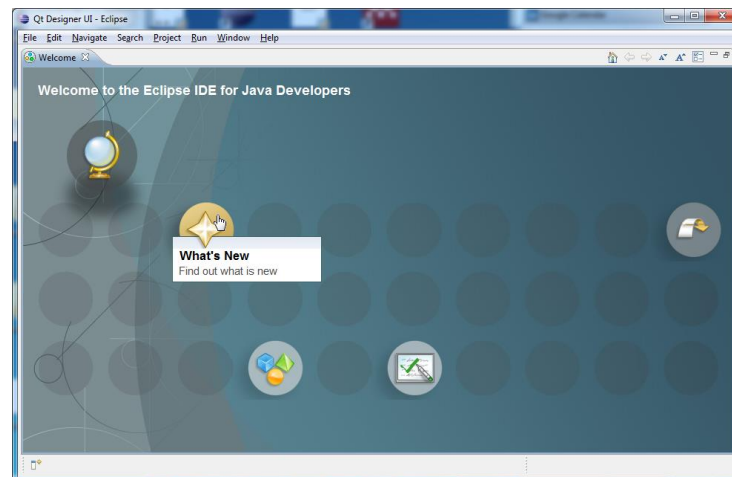 Qt Designer UI - Eclipse
File Edit Navigate Search Project Run Window Help
Welcome
Welcome to the Eclipse IDE for Java Developers
What's New
Find out what is new